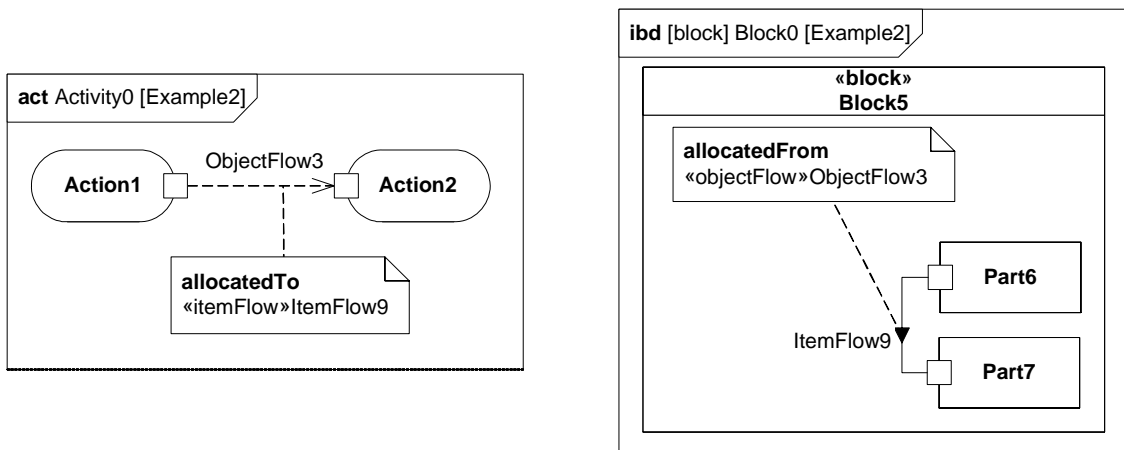 act Activity0 [Example2]
Action1
ObjectFlow3
Action2
allocatedTo
«itemFlow»ItemFlow9
ibd [block] Block0 [Example2]
«block»
Block5
allocatedFrom
«objectFlow»ObjectFlow3
Part6
ItemFlow9
Part7